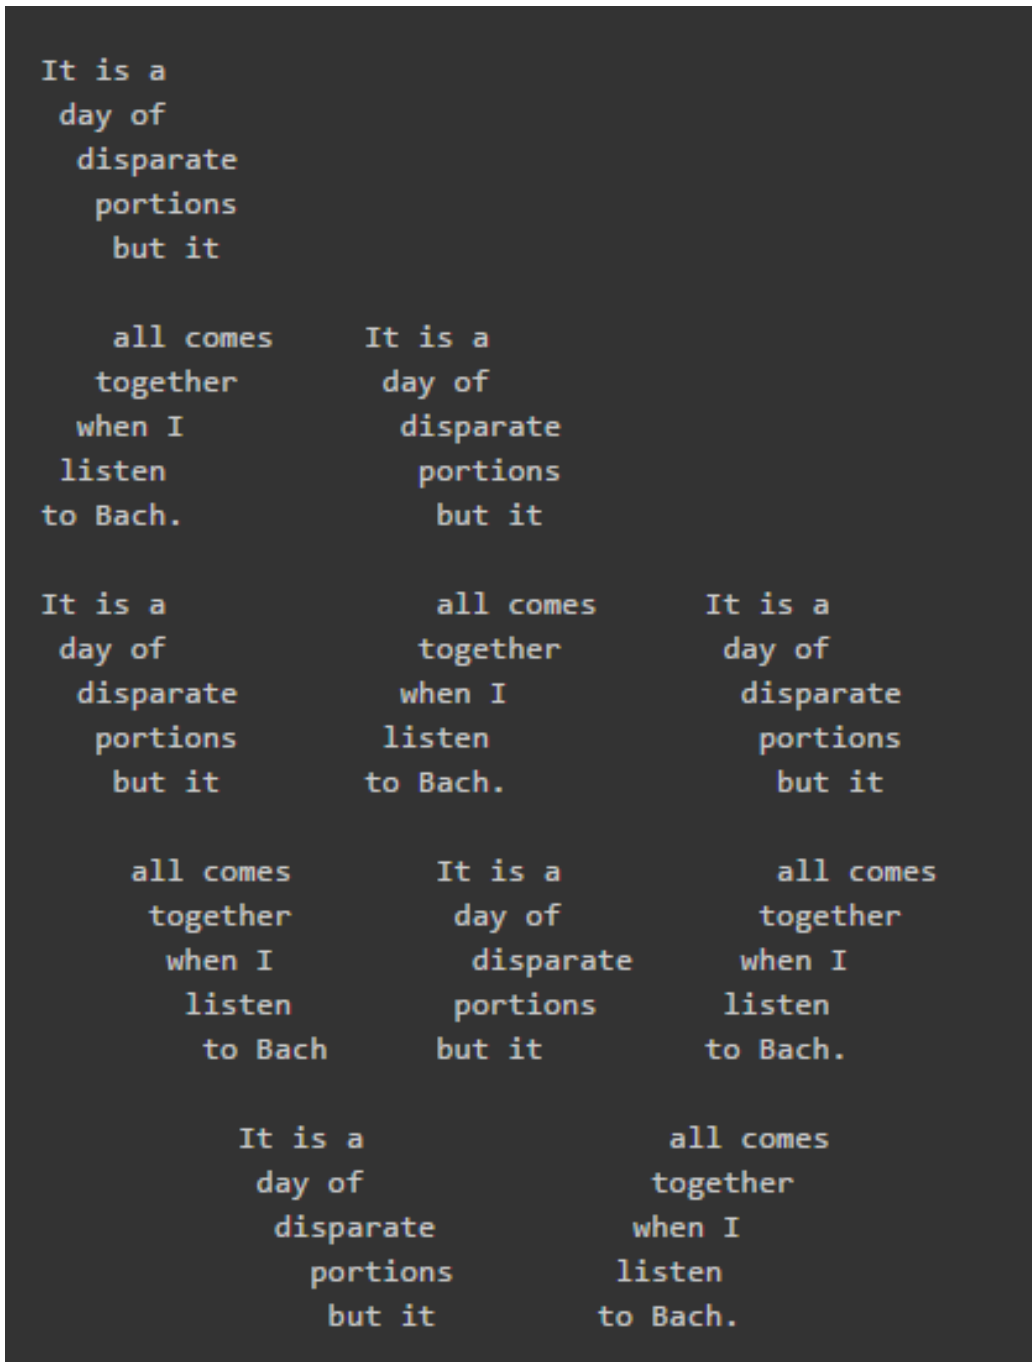 It is a
day of
disparate
portions
but it
all comes It is a
together day of
when I disparate
listen portions
to Bach. but it
It is a all comes It is a
day of together day of
disparate when I disparate
portions listen portions
but it to Bach. but it
all comes It is a all comes
together day of together
when I disparate when I
listen portions listen
to Bach but it to Bach.
It is a all comes
day of together
disparate when I
portions listen
but it to Bach.